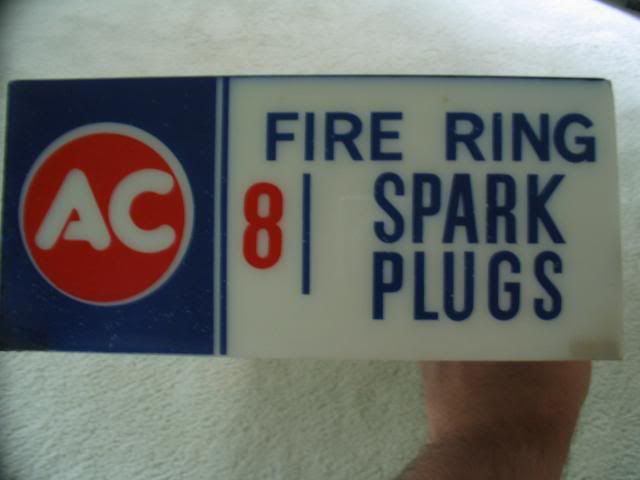 AC
FIRE RING
8
SPARK
PLUGS